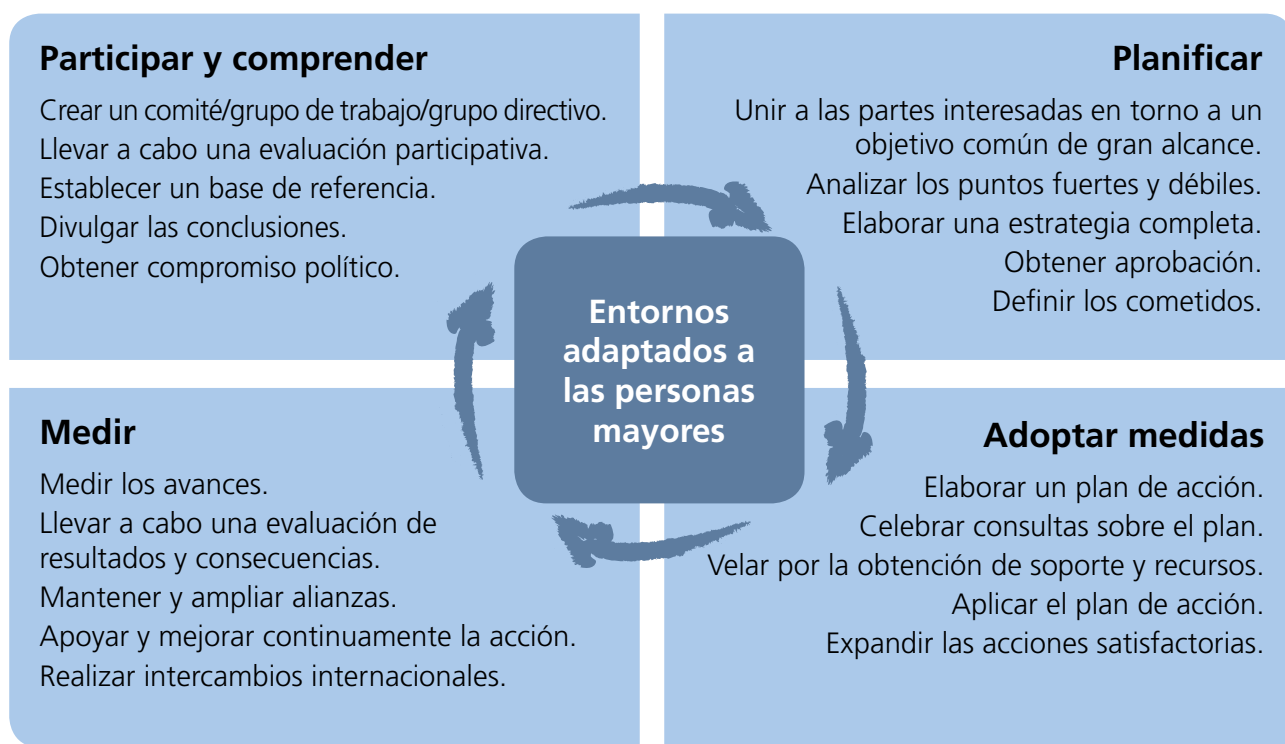 Participar y comprender
Crear un comité/grupo de trabajo/grupo directivo.
Llevar a cabo una evaluación participativa.
Establecer un base de referencia.
Divulgar las conclusiones.
Obtener compromiso político.
Planificar
Unir a las partes interesadas en torno a un
objetivo común de gran alcance.
Analizar los puntos fuertes y débiles.
Elaborar una estrategia completa.
Obtener aprobación.
Definir los cometidos.
Entornos
adaptados a
las personas
mayores
Medir
Medir los avances.
Llevar a cabo una evaluación de
resultados y consecuencias.
Mantener y ampliar alianzas.
Apoyar y mejorar continuamente la acción.
Realizar intercambios internacionales.
Adoptar medidas
Elaborar un plan de acción.
Celebrar consultas sobre el plan.
Velar por la obtención de soporte y recursos.
Aplicar el plan de acción.
Expandir las acciones satisfactorias.